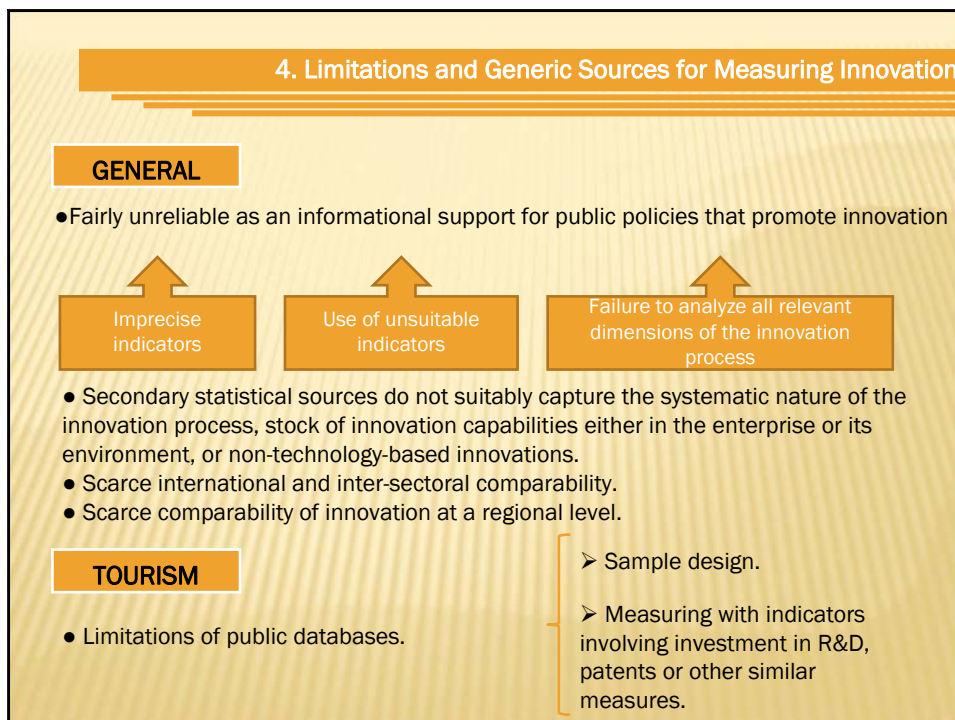 4. Limitations and Generic Sources for Measuring Innovation
GENERAL
●Fairly unreliable as an informational support for public policies that promote innovation
Imprecise
indicators
Use of unsuitable
indicators
Failure to analyze all relevant
dimensions of the innovation
process
● Secondary statistical sources do not suitably capture the systematic nature of the
innovation process, stock of innovation capabilities either in the enterprise or its
environment, or non-technology-based innovations.
● Scarce international and inter-sectoral comparability.
● Scarce comparability of innovation at a regional level.
TOURISM
● Limitations of public databases.
➢ Sample design.
➢ Measuring with indicators
involving investment in R&D,
patents or other similar
measures.